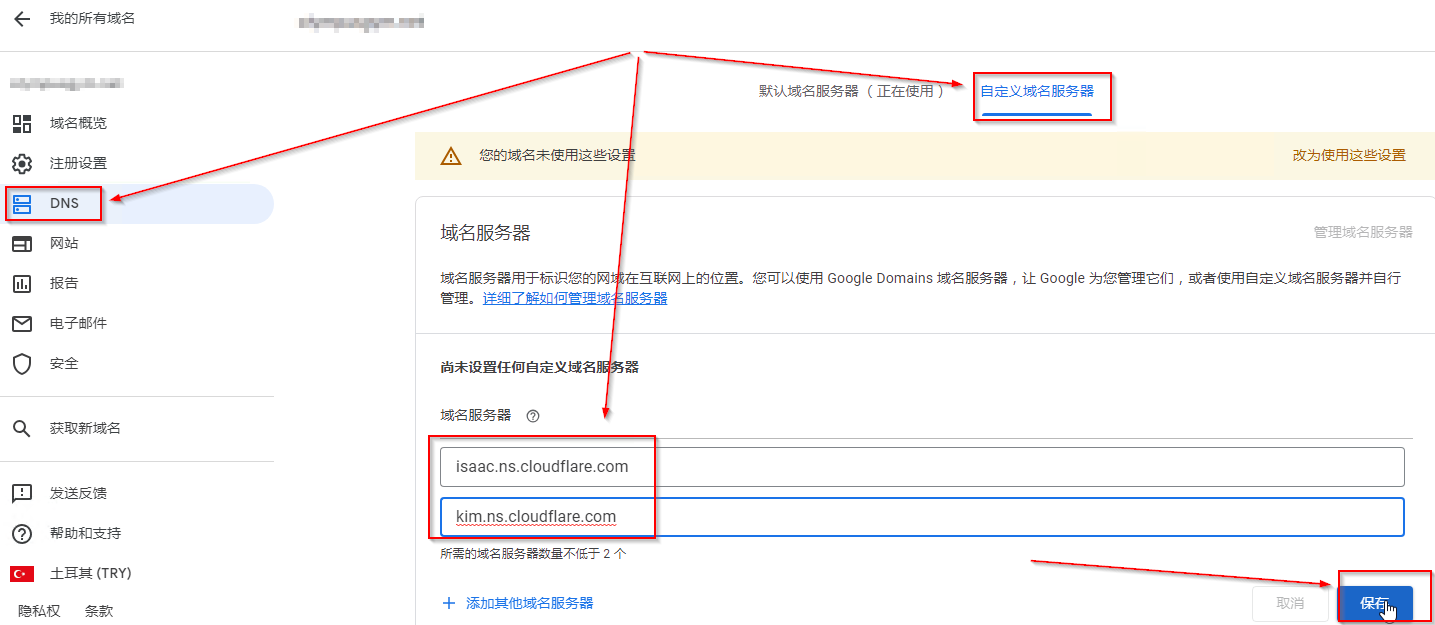 我的所有域名
域名概览
注册设置
DNS
网站
报告
电子邮件
安全
获取新域名
发送反馈
帮助和支持
土耳其 (TRY)
隐私权 条款
默认域名服务器（正在使用） 自定义域名服务器
您的域名未使用这些设置 改为使用这些设置
域名服务器 管理域名服务器
域名服务器用于标识您的网域在互联网上的位置。您可以使用 Google Domains 域名服务器，让 Google 为您管理它们，或者使用自定义域名服务器并自行
管理。详细了解如何管理域名服务器
尚未设置任何自定义域名服务器
域名服务器
isaac.ns.cloudflare.com
kim.ns.cloudflare.com
所需的域名服务器数量不低于 2 个
添加其他域名服务器 取消 保存